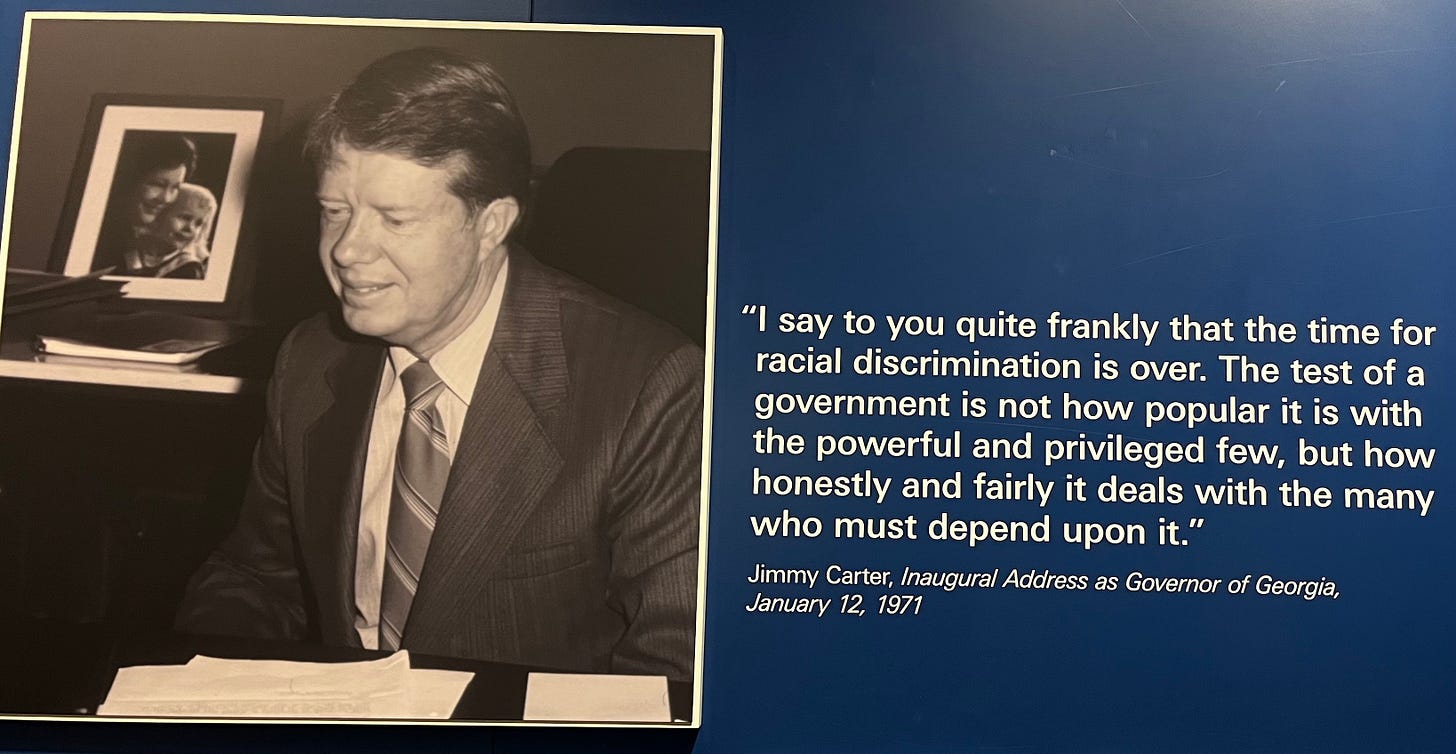 “I say to you quite frankly that the time for
racial discrimination is over. The test of a
government is not how popular it is with
the powerful and privileged few, but how
honestly and fairly it deals with the many
who must depend upon it.”
Jimmy Carter, Inaugural Address as Governor of Georgia,
January 12, 1971